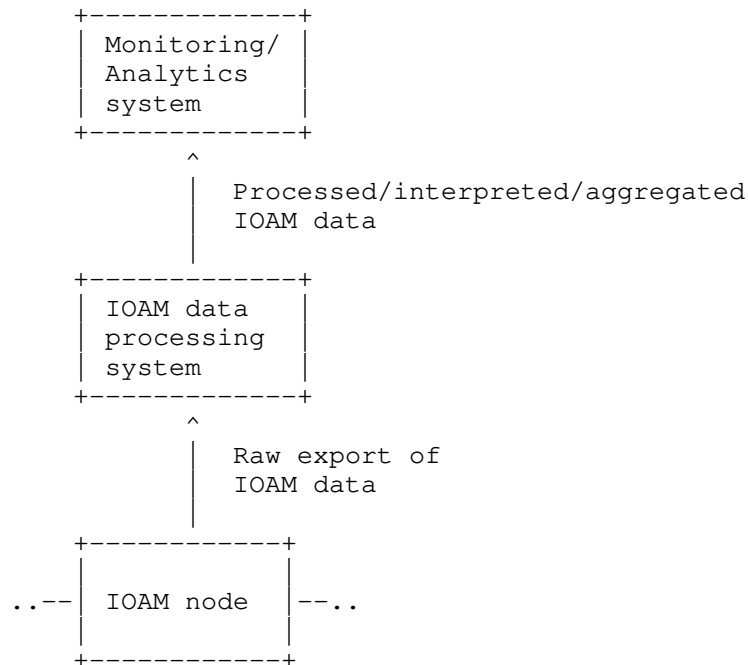 Monitoring/
Analytics
system
Processed/interpreted/aggregated
IOAM data
IOAM data
processing
system
Raw export of
IOAM data
..--| IOAM node |--..